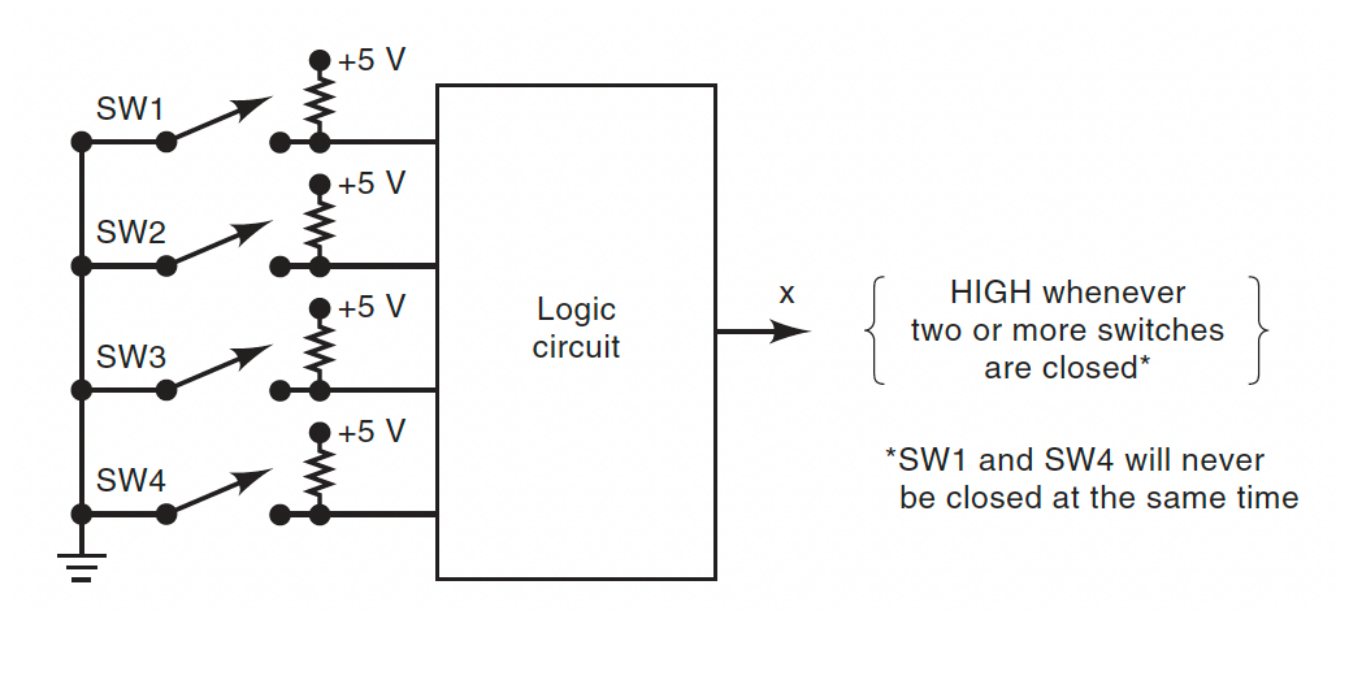 +5 V
SW1
+5 V
SW2
+5 V
SW3
+5 V
SW4
Logic
circuit
x
HIGH whenever
two or more switches
are closed*
*SW1 and SW4 will never
be closed at the same time